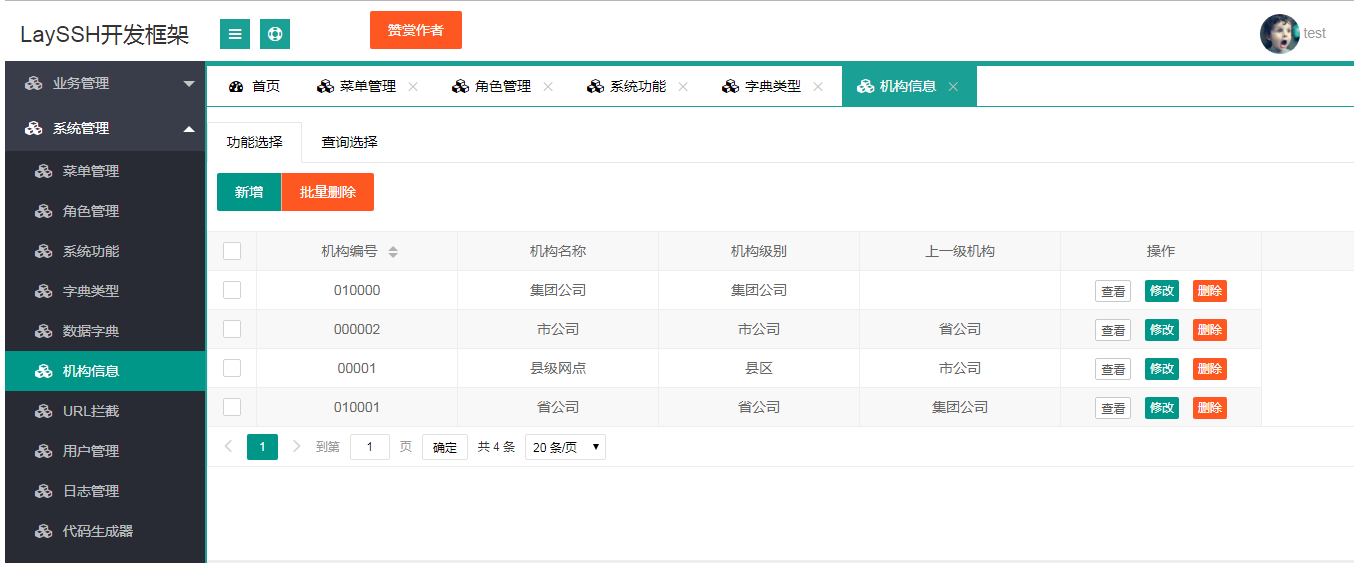 LaySSH开发框架
赞赏作者
test
业务管理
系统管理
菜单管理
角色管理
系统功能
字典类型
数据字典
机构信息
URL拦截
用户管理
日志管理
代码生成器
首页 菜单管理 角色管理 系统功能 字典类型 机构信息
功能选择 查询选择
新增 批量删除
机构编号 机构名称 机构级别 上一级机构 操作
010000 集团公司 集团公司 查看 修改 删除
000002 市公司 市公司 省公司 查看 修改 删除
00001 县级网点 县区 市公司 查看 修改 删除
010001 省公司 省公司 集团公司 查看 修改 删除
1 到第 1 页 确定 共 4 条 20 条/页